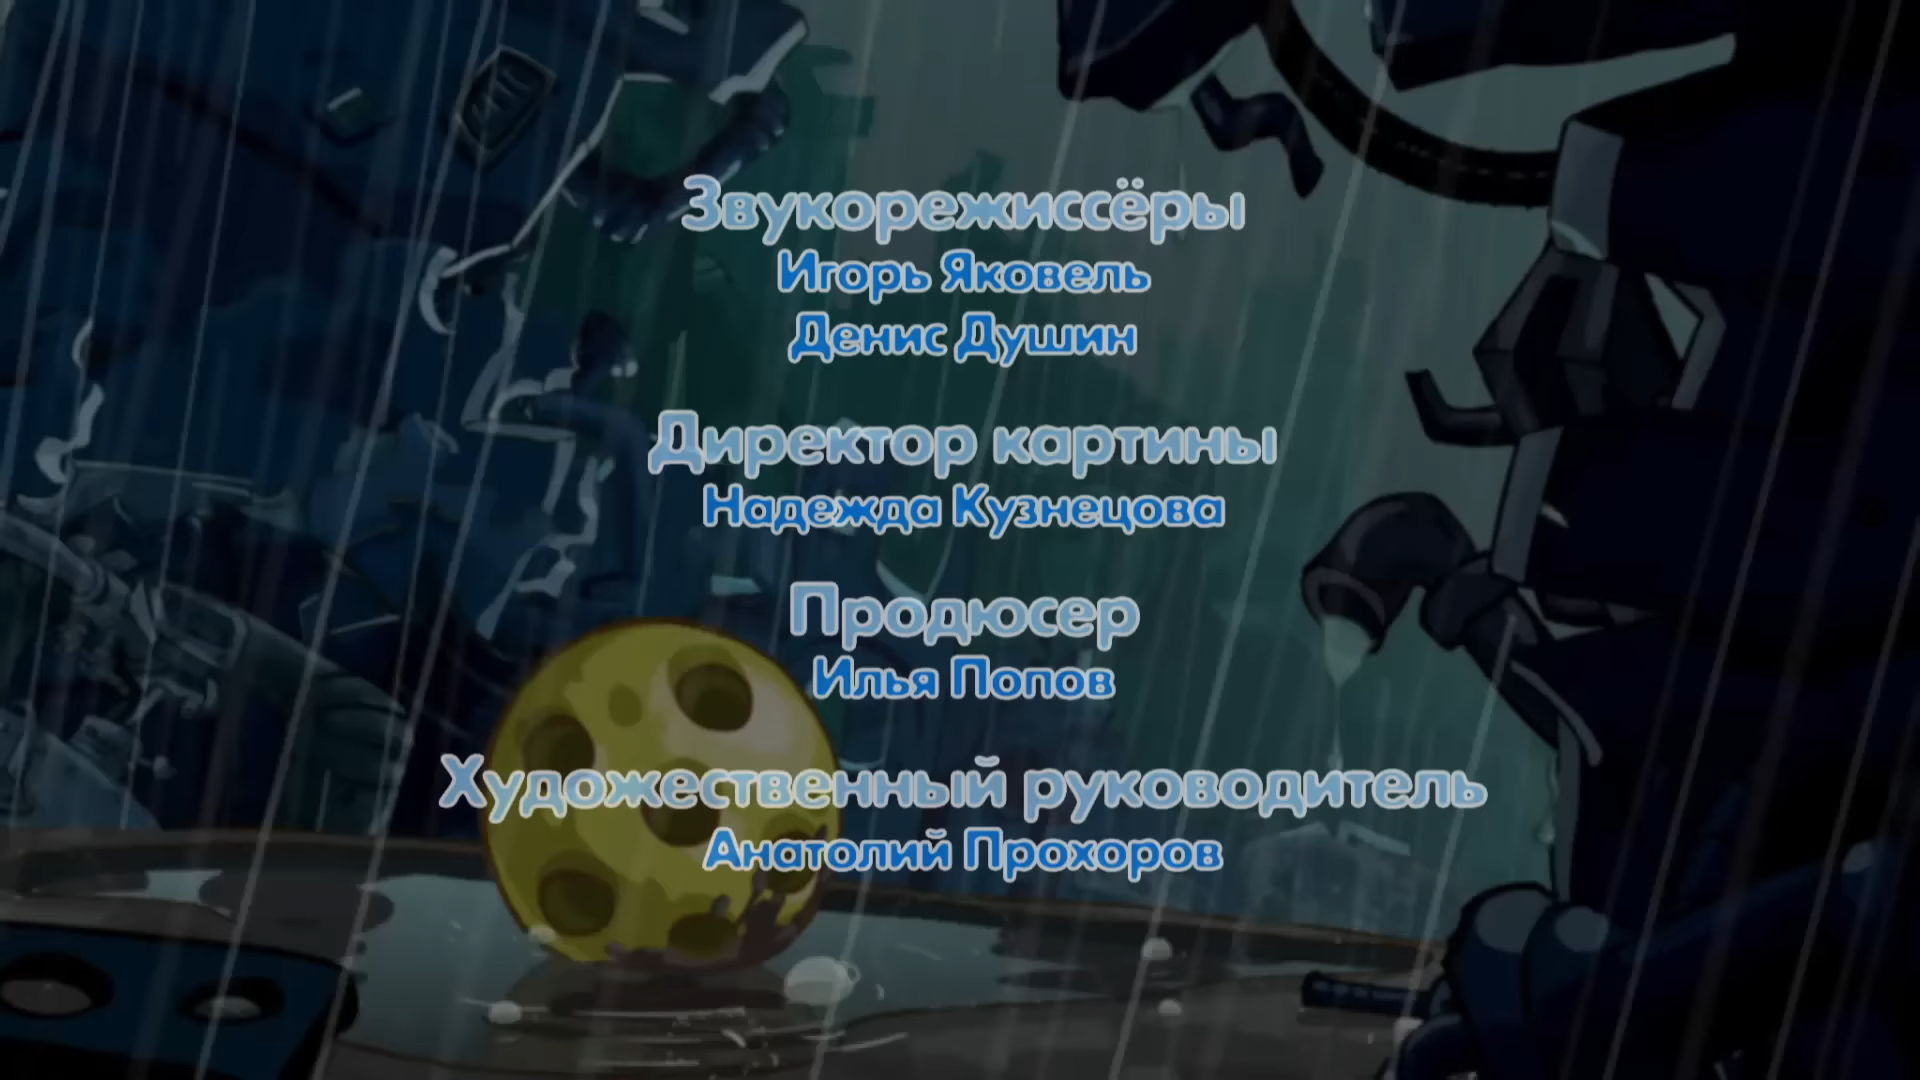 Звукорежиссёры
Игорь Яковель
Денис Душин
Директор картины
Надежда Кузнецова
Продюсер
Илья Попов
Художественный руководитель
Анатолий Прохоров